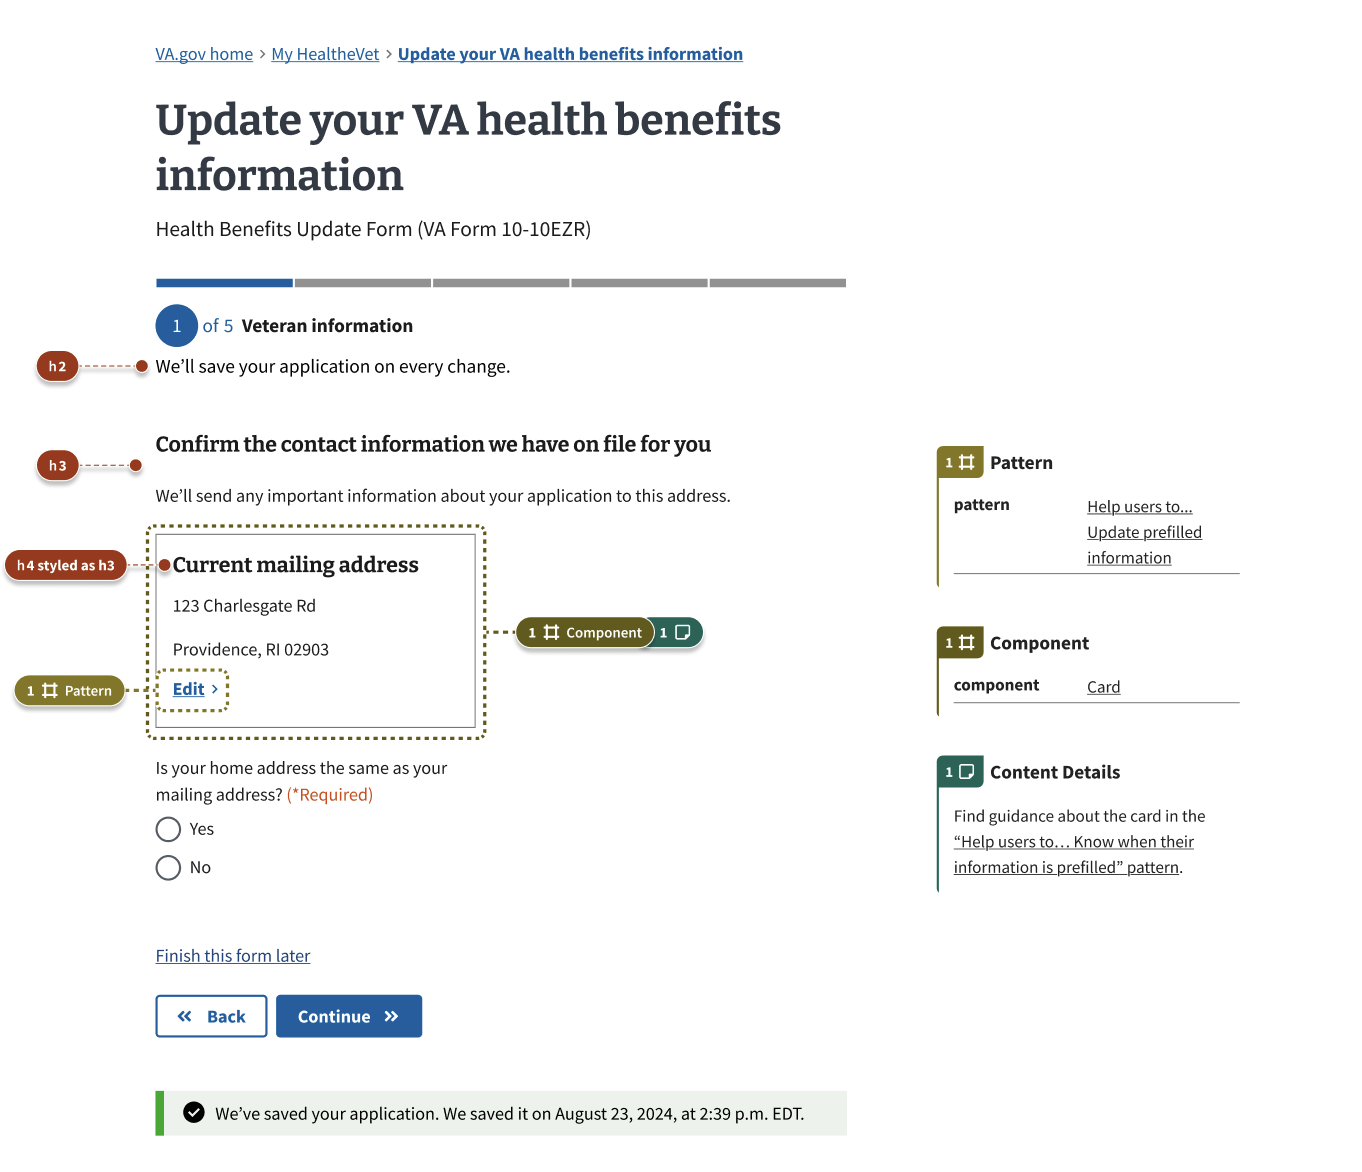 VA.gov home › My HealtheVet › Update your VA health benefits information
Update your VA health benefits
information
Health Benefits Update Form (VA Form 10-10EZR)
1 of 5 Veteran information
h2
We’ll save your application on every change.
h3
Confirm the contact information we have on file for you
We’ll send any important information about your application to this address.
h4 styled as h3
Current mailing address
123 Charlesgate Rd
Providence, RI 02903
1 Component 1
1 Pattern
Edit ›
Is your home address the same as your
mailing address? (*Required)
Yes
No
Finish this form later
« Back
Continue »
We’ve saved your application. We saved it on August 23, 2024, at 2:39 p.m. EDT.
1 Pattern
pattern
Help users to...
Update prefilled
information
1 Component
component Card
1 Content Details
Find guidance about the card in the
“Help users to… Know when their
information is prefilled” pattern.